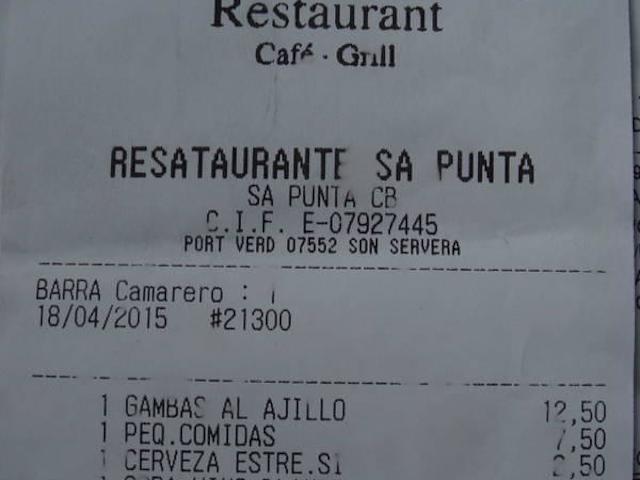 Restaurant
Café · Grill
RESATAURANTE SA PUNTA
SA PUNTA CB
C.I.F. E-07927445
PORT VERD 07552 SON SERVERA
BARRA Camarero :
18/04/2015 #21300
1 GAMBAS AL AJILLO 12,50
1 PEQ.COMIDAS 7,50
1 CERVEZA ESTRE.SI 2,50